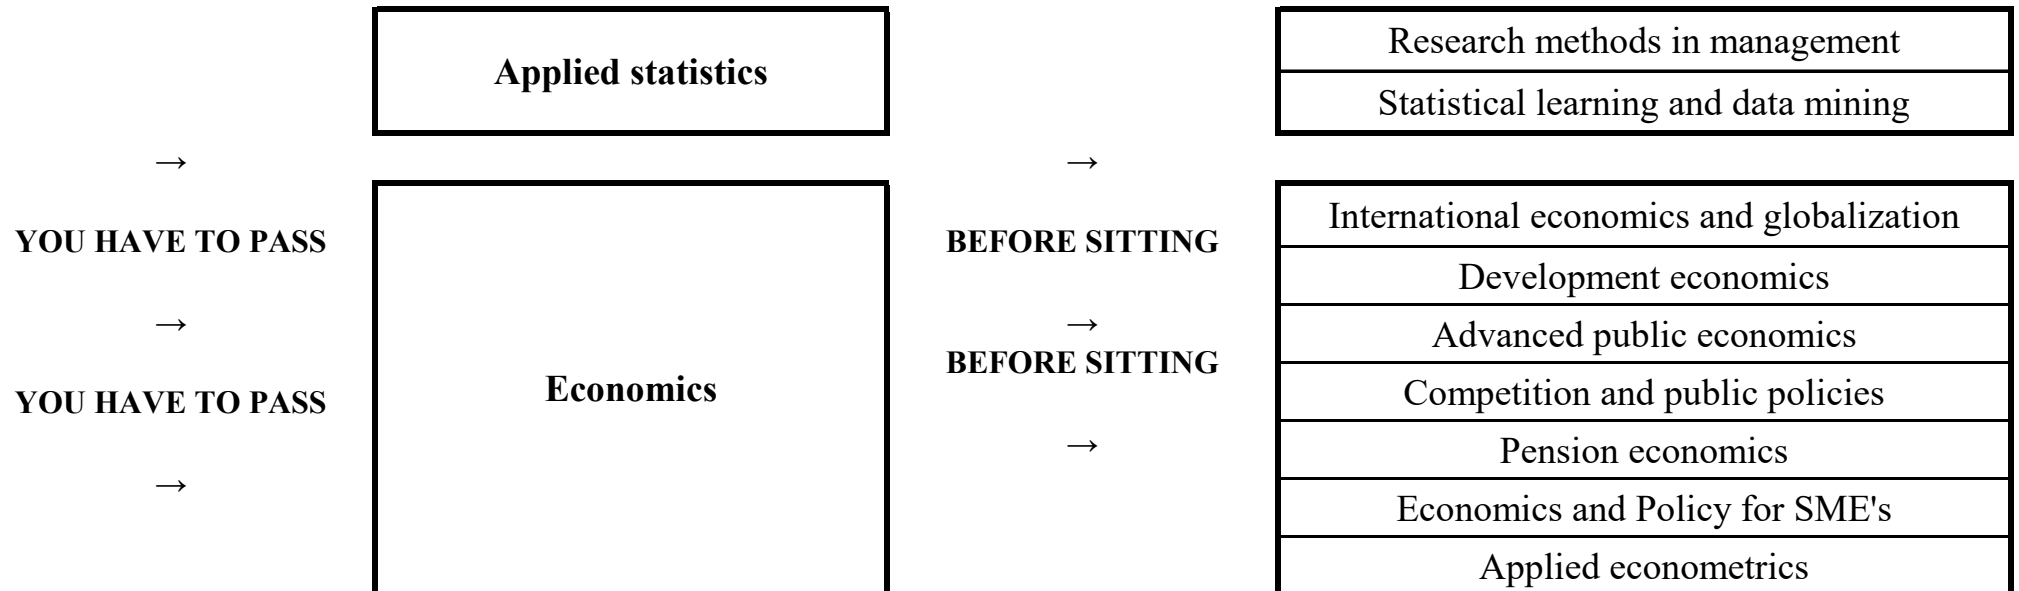 Applied statistics
Research methods in management
Statistical learning and data mining
→
→
YOU HAVE TO PASS
BEFORE SITTING
→
→
YOU HAVE TO PASS
BEFORE SITTING
→
→
Economics
International economics and globalization
Development economics
Advanced public economics
Competition and public policies
Pension economics
Economics and Policy for SME's
Applied econometrics